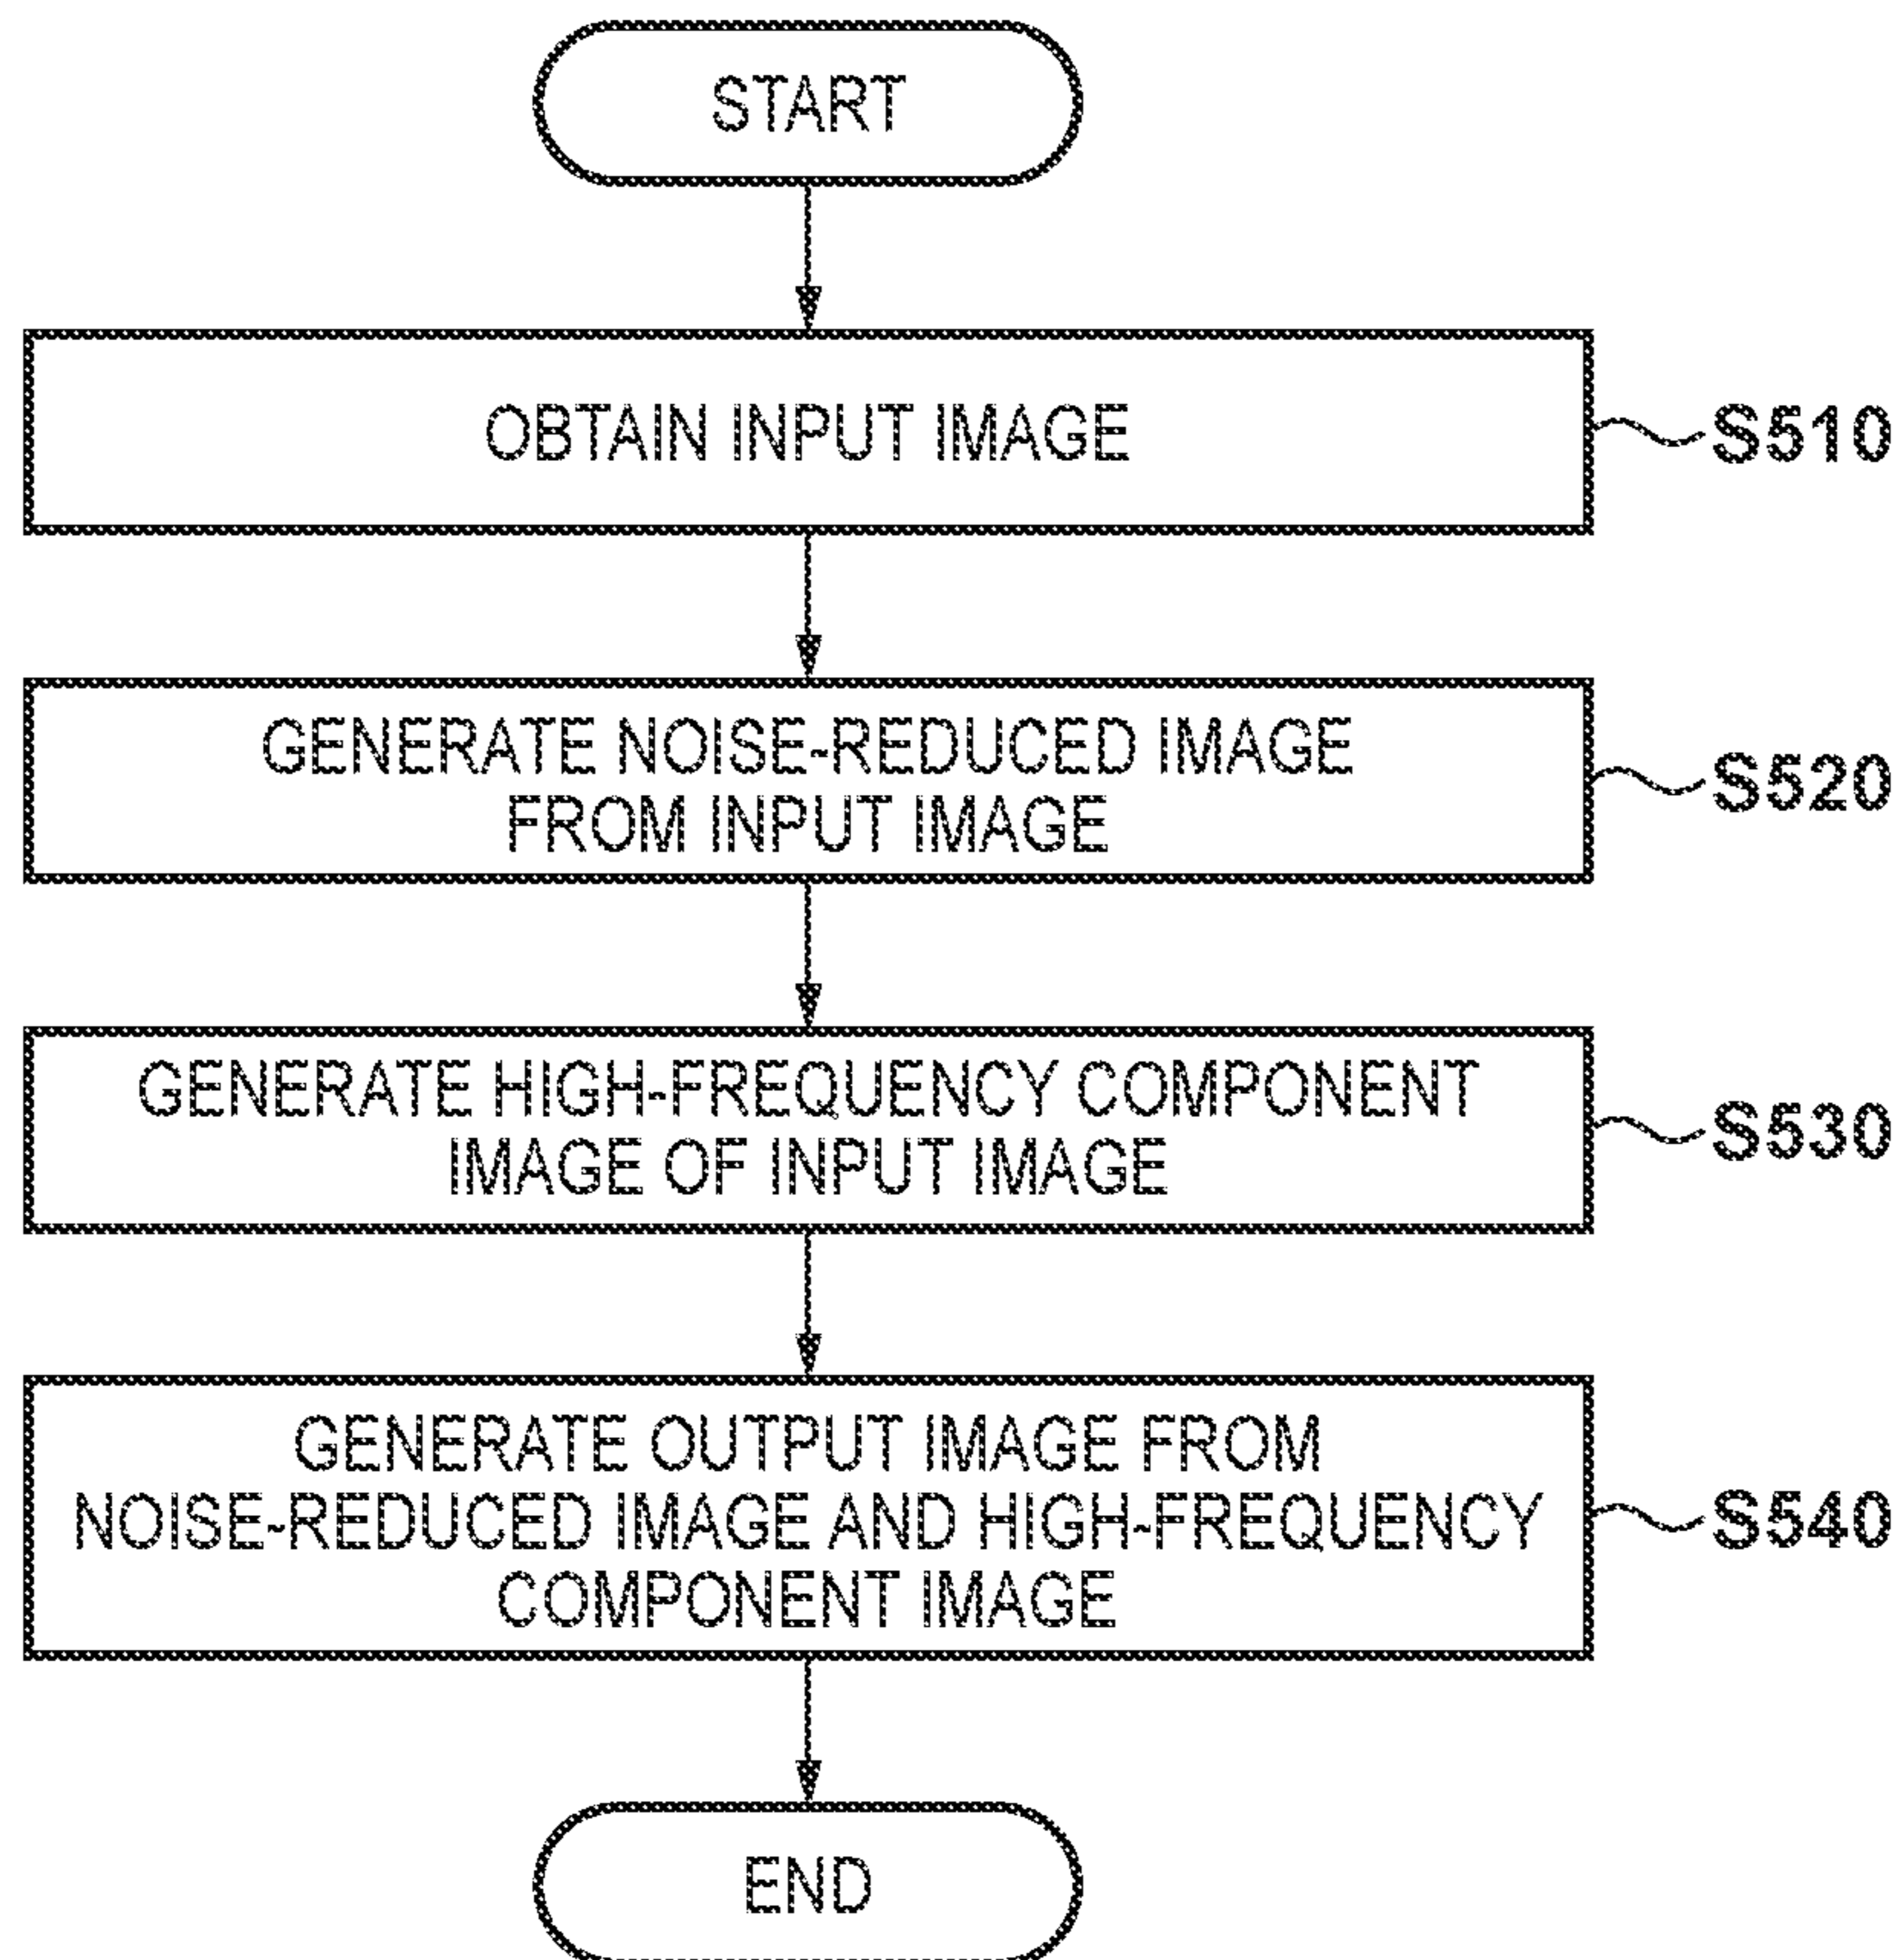 START
OBTAIN INPUT IMAGE
S510
GENERATE NOISE-REDUCED IMAGE
FROM INPUT IMAGE
S520
GENERATE HIGH-FREQUENCY COMPONENT
IMAGE OF INPUT IMAGE
S530
GENERATE OUTPUT IMAGE FROM
NOISE-REDUCED IMAGE AND HIGH-FREQUENCY
COMPONENT IMAGE
S540
END